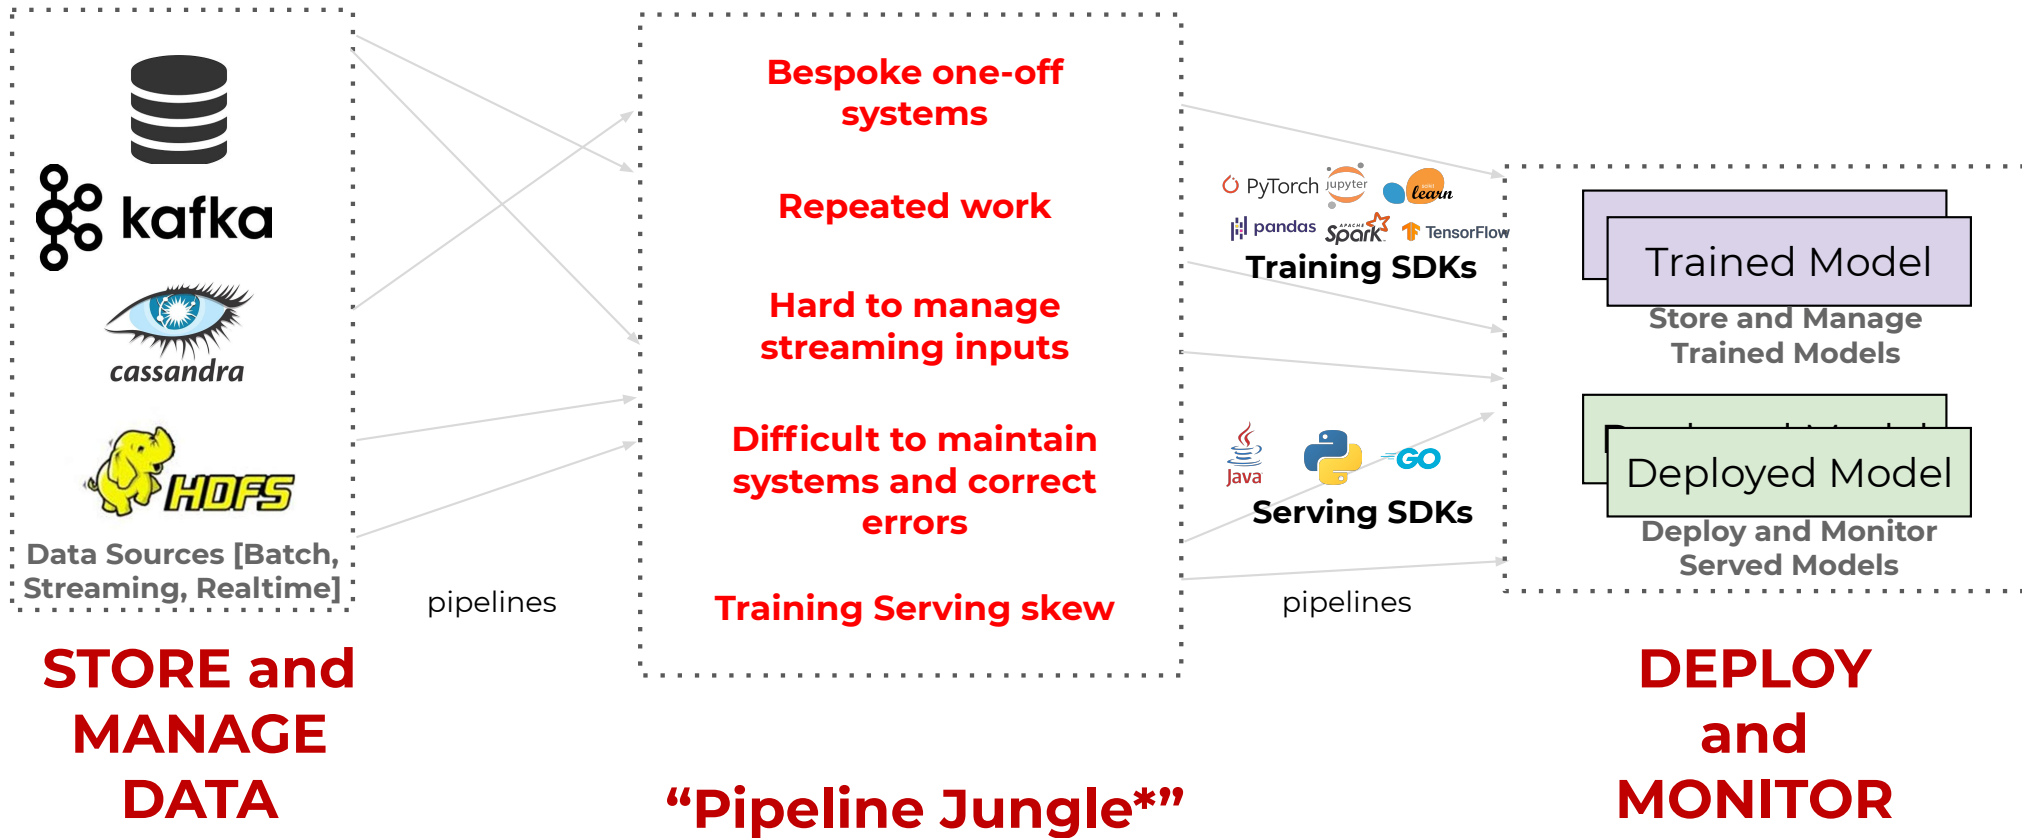 kafka
cassandra
HDFS
Data Sources [Batch,
Streaming, Realtime]
STORE and
MANAGE
DATA
pipelines
Bespoke one-off
systems
Repeated work
Hard to manage
streaming inputs
Difficult to maintain
systems and correct
errors
Training Serving skew
“Pipeline Jungle*”
PyTorch
jupyter
learn
pandas
APACHE
Spark
TensorFlow
Training SDKs
Java
GO
Serving SDKs
pipelines
Trained Model
Store and Manage
Trained Models
Deployed Model
Deploy and Monitor
Served Models
DEPLOY
and
MONITOR